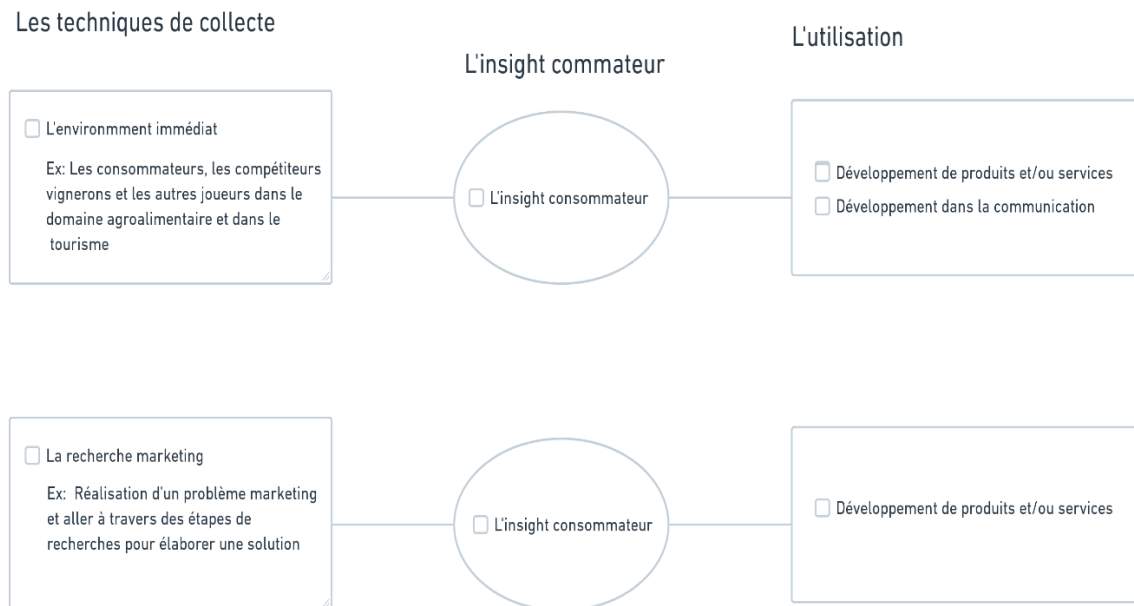 Les techniques de collecte
L'insight commateur
L'utilisation
L'environmment immédiat
Ex: Les consommateurs, les compétiteurs
vignerons et les autres joueurs dans le
domaine agroalimentaire et dans le
tourisme
L'insight consommateur
Développement de produits et/ou services
Développement dans la communication
La recherche marketing
Ex: Réalisation d'un problème marketing
et aller à travers des étapes de
recherches pour élaborer une solution
L'insight consommateur
Développement de produits et/ou services